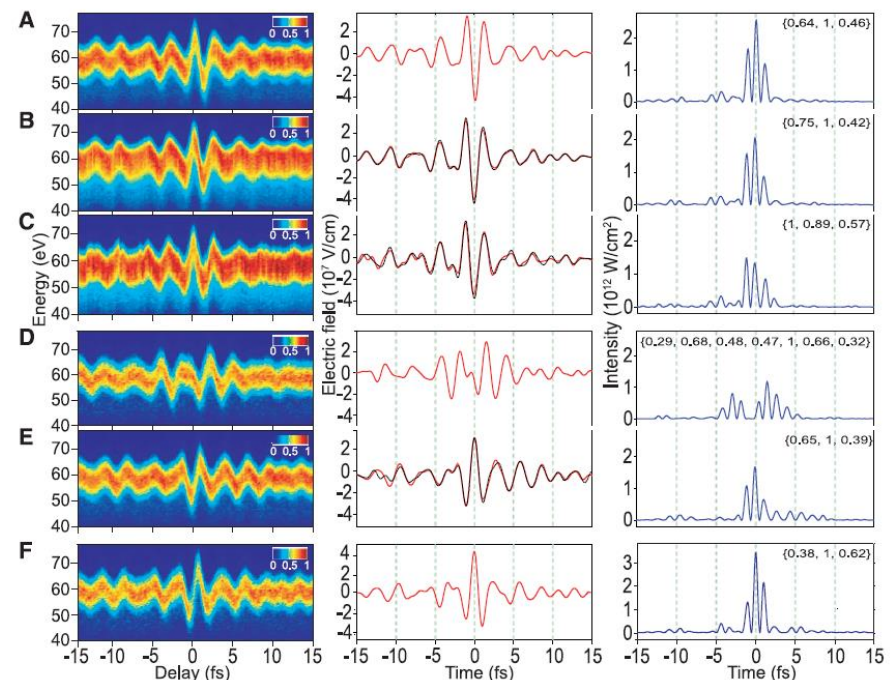 A
70
60
50
40
0 0.5 1
2
0
-2
-4
{0.64, 1, 0.46}
2
1
0
B
70
60
50
40
0 0.5 1
2
0
-2
-4
{0.75, 1, 0.42}
2
1
0
C
70
60
50
40
0 0.5 1
2
0
-2
-4
{1, 0.89, 0.57}
2
1
0
Energy (eV)
Electric field (10⁷ V/cm)
Intensity (10¹² W/cm²)
D
70
60
50
40
0 0.5 1
2
0
-2
-4
{0.29, 0.68, 0.48, 0.47, 1, 0.66, 0.32}
2
1
0
E
70
60
50
40
0 0.5 1
2
0
-2
-4
{0.65, 1, 0.39}
2
1
0
F
70
60
50
40
0 0.5 1
4
2
0
-2
-4
{0.38, 1, 0.62}
3
2
1
0
-15 -10 -5 0 5 10 15
Delay (fs)
-15 -10 -5 0 5 10 15
Time (fs)
-15 -10 -5 0 5 10 15
Time (fs)